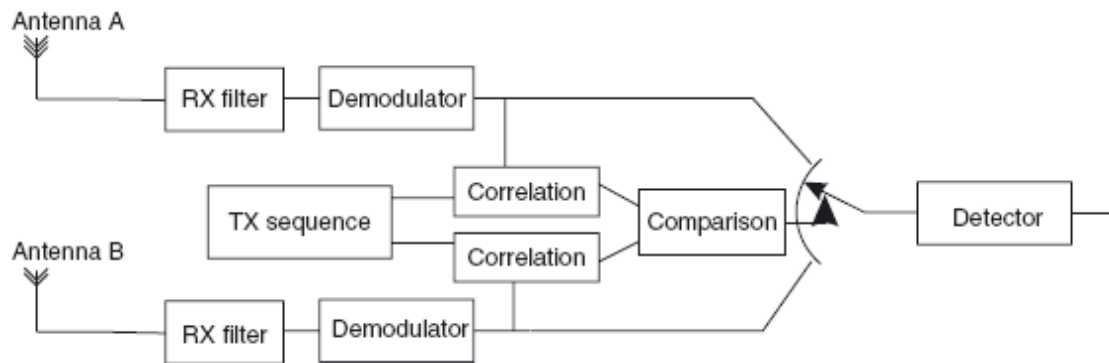 Antenna A
RX filter
Demodulator
Correlation
TX sequence
Comparison
Detector
Correlation
Antenna B
RX filter
Demodulator